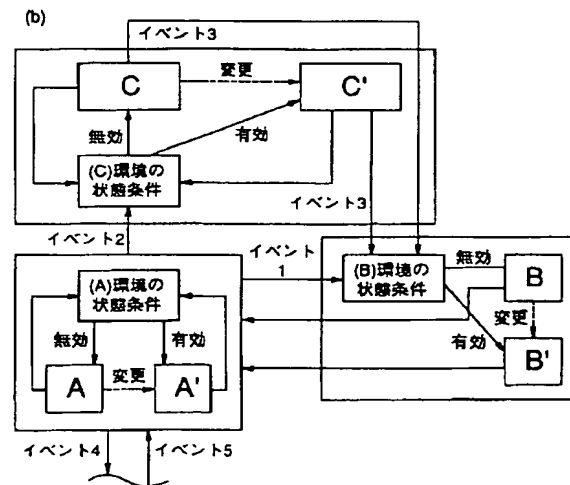 (b)
イベント3
C
変更
C'
無効
有効
(C)環境の
状態条件
イベント3
イベント2
イベント
1
(A)環境の
状態条件
無効
有効
A
変更
A'
(B)環境の
状態条件
無効
B
変更
有効
B'
イベント4
イベント5